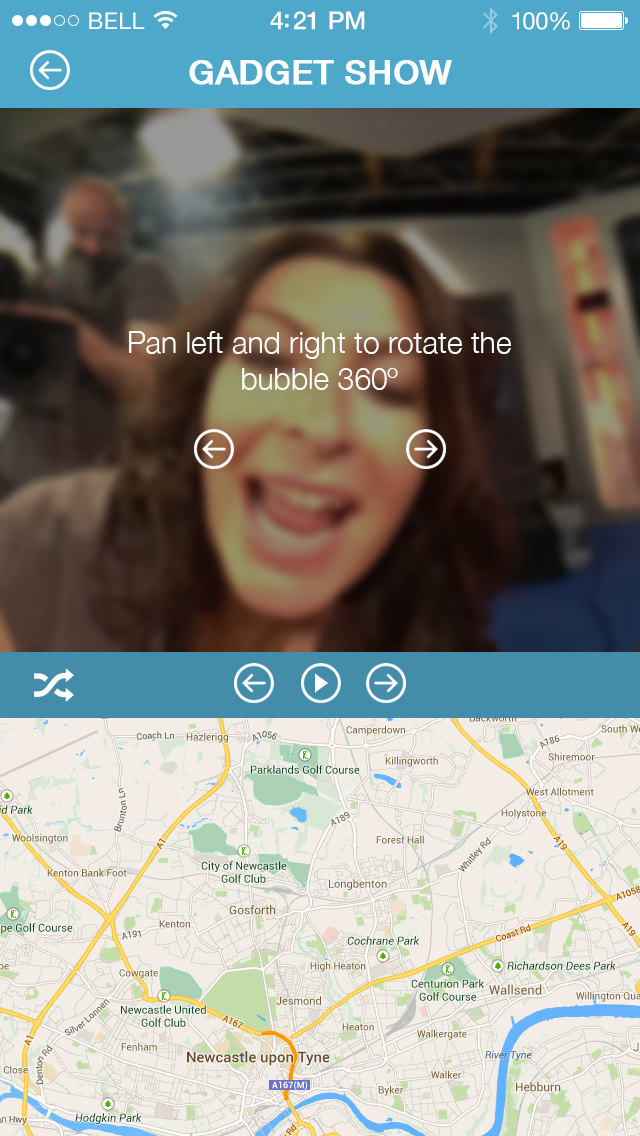 BELL 4:21 PM 100%
GADGET SHOW
Pan left and right to rotate the
bubble 360º
Backworth
Camperdown
South We
A1056
Coach Ln
Hazlerigg
A186
Shiremoor
Killingworth
Parklands Golf Course
West Allotment
Brunton Ln
id Park
A189
Holystone
Woolsington
A1
Forest Hall
A19
Whitley Rd
City of Newcastle
Golf Club
Kenton Bank Foot
Longbenton
A1058
Gosforth
pe Golf Course
Kenton
A191
Coast Rd
A19
Cochrane Park
High Heaton
Richardson Dees Park
Cowgate
Centurion Park
Golf Course
Wallsend
Willington Qua
Jesmond
Newcastle United
Golf Club
A167
Silver Lonnen
Heaton
Walkergate
A1
Fenham
Newcastle upon Tyne
River Tyne
J
Close
Denton Rd
Walker
A167(M)
Byker
Hebburn
Hodgkin Park
n Hwy
Rd